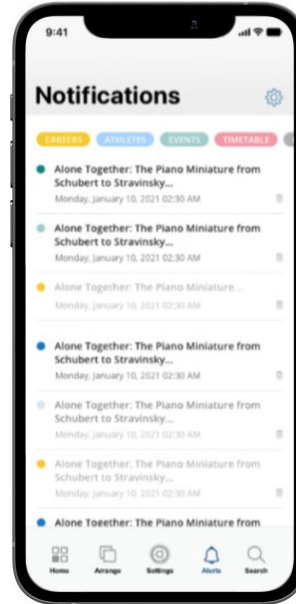 9:41
Notifications
CAREERS ATHLETES EVENTS TIMETABLE
Alone Together: The Piano Miniature from
Schubert to Stravinsky...
Monday, January 10, 2021 02:30 AM
Alone Together: The Piano Miniature from
Schubert to Stravinsky...
Monday, January 10, 2021 02:30 AM
Alone Together: The Piano Miniature...
Monday, January 10, 2021 02:30 AM
Alone Together: The Piano Miniature from
Schubert to Stravinsky...
Monday, January 10, 2021 02:30 AM
Alone Together: The Piano Miniature from
Schubert to Stravinsky...
Monday, January 10, 2021 02:30 AM
Alone Together: The Piano Miniature from
Schubert to Stravinsky...
Monday, January 10, 2021 02:30 AM
Alone Together: The Piano Miniature from
Home Arrange Settings Alerts Search